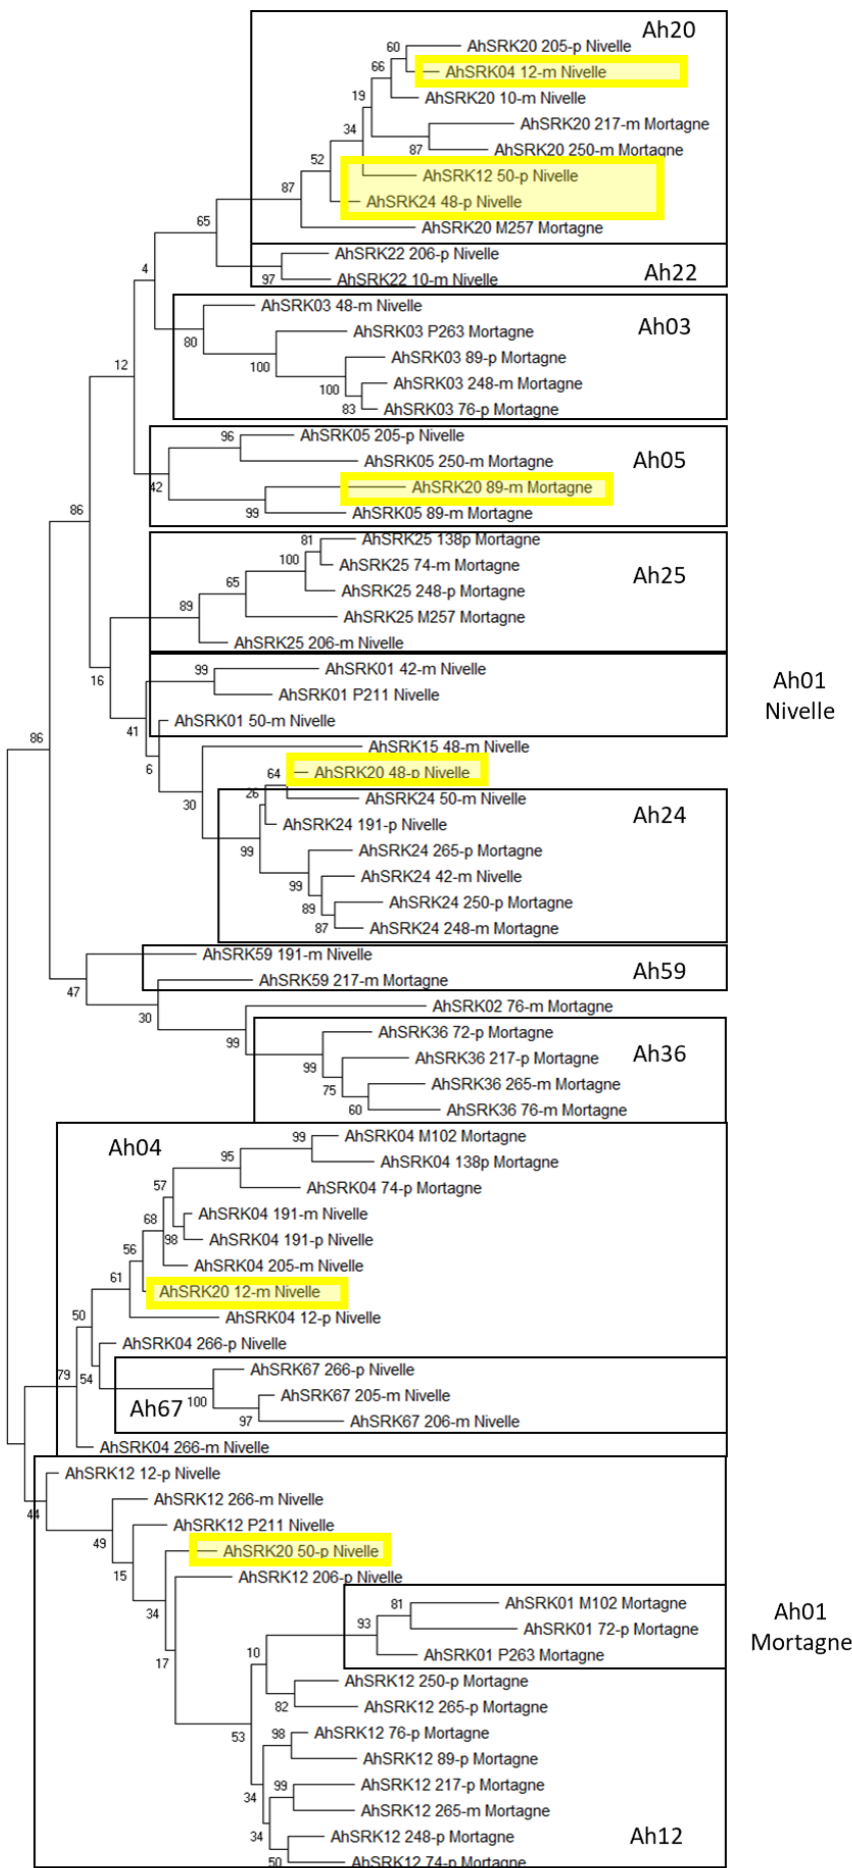 Ah20
60
AhSRK20 205-p Nivelle
66
AhSRK04 12-m Nivelle
19
AhSRK20 10-m Nivelle
34
AhSRK20 217-m Mortagne
87
AhSRK20 250-m Mortagne
52
AhSRK12 50-p Nivelle
87
AhSRK24 48-p Nivelle
65
AhSRK20 M257 Mortagne
AhSRK22 206-p Nivelle
4
97
AhSRK22 10-m Nivelle
Ah22
AhSRK03 48-m Nivelle
Ah03
80
AhSRK03 P263 Mortagne
12
100
AhSRK03 89-p Mortagne
100
AhSRK03 248-m Mortagne
83
AhSRK03 76-p Mortagne
96
AhSRK05 205-p Nivelle
AhSRK05 250-m Mortagne
Ah05
42
AhSRK20 89-m Mortagne
99
AhSRK05 89-m Mortagne
86
81
AhSRK25 138p Mortagne
100
AhSRK25 74-m Mortagne
Ah25
65
AhSRK25 248-p Mortagne
89
AhSRK25 M257 Mortagne
AhSRK25 206-m Nivelle
16
99
AhSRK01 42-m Nivelle
Ah01
Nivelle
AhSRK01 P211 Nivelle
41
AhSRK01 50-m Nivelle
86
6
AhSRK15 48-m Nivelle
64
AhSRK20 48-p Nivelle
30
26
AhSRK24 50-m Nivelle
Ah24
AhSRK24 191-p Nivelle
99
AhSRK24 265-p Mortagne
99
AhSRK24 42-m Nivelle
89
AhSRK24 250-p Mortagne
87
AhSRK24 248-m Mortagne
AhSRK59 191-m Nivelle
Ah59
47
AhSRK59 217-m Mortagne
30
AhSRK02 76-m Mortagne
99
AhSRK36 72-p Mortagne
Ah36
99
AhSRK36 217-p Mortagne
75
AhSRK36 265-m Mortagne
60
AhSRK36 76-m Mortagne
Ah04
99
AhSRK04 M102 Mortagne
95
AhSRK04 138p Mortagne
57
AhSRK04 74-p Mortagne
68
AhSRK04 191-m Nivelle
98
AhSRK04 191-p Nivelle
56
AhSRK04 205-m Nivelle
61
AhSRK20 12-m Nivelle
50
AhSRK04 12-p Nivelle
AhSRK04 266-p Nivelle
79
54
AhSRK67 266-p Nivelle
Ah67
100
AhSRK67 205-m Nivelle
97
AhSRK67 206-m Nivelle
AhSRK04 266-m Nivelle
AhSRK12 12-p Nivelle
44
AhSRK12 266-m Nivelle
49
AhSRK12 P211 Nivelle
15
AhSRK20 50-p Nivelle
34
AhSRK12 206-p Nivelle
81
AhSRK01 M102 Mortagne
Ah01
Mortagne
93
AhSRK01 72-p Mortagne
17
10
AhSRK01 P263 Mortagne
AhSRK12 250-p Mortagne
82
AhSRK12 265-p Mortagne
53
98
AhSRK12 76-p Mortagne
AhSRK12 89-p Mortagne
34
99
AhSRK12 217-p Mortagne
AhSRK12 265-m Mortagne
34
AhSRK12 248-p Mortagne
Ah12
50
AhSRK12 74-p Mortagne